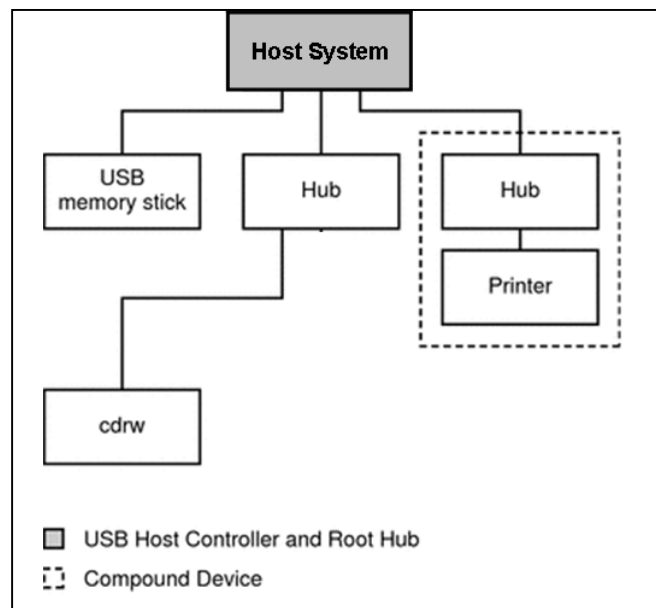 Host System
USB
memory stick
Hub
Hub
Printer
cdrw
USB Host Controller and Root Hub
Compound Device